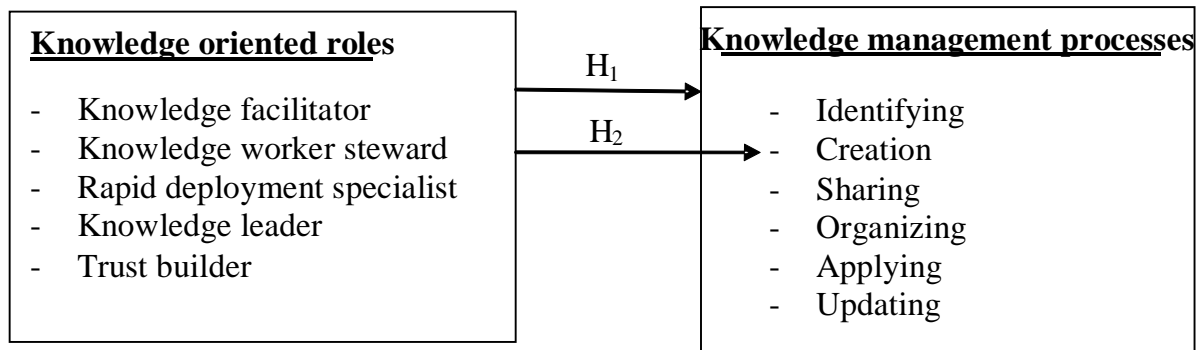 Knowledge oriented roles
- Knowledge facilitator
- Knowledge worker steward
- Rapid deployment specialist
- Knowledge leader
- Trust builder
H₁
H₂
Knowledge management processes
- Identifying
- Creation
- Sharing
- Organizing
- Applying
- Updating